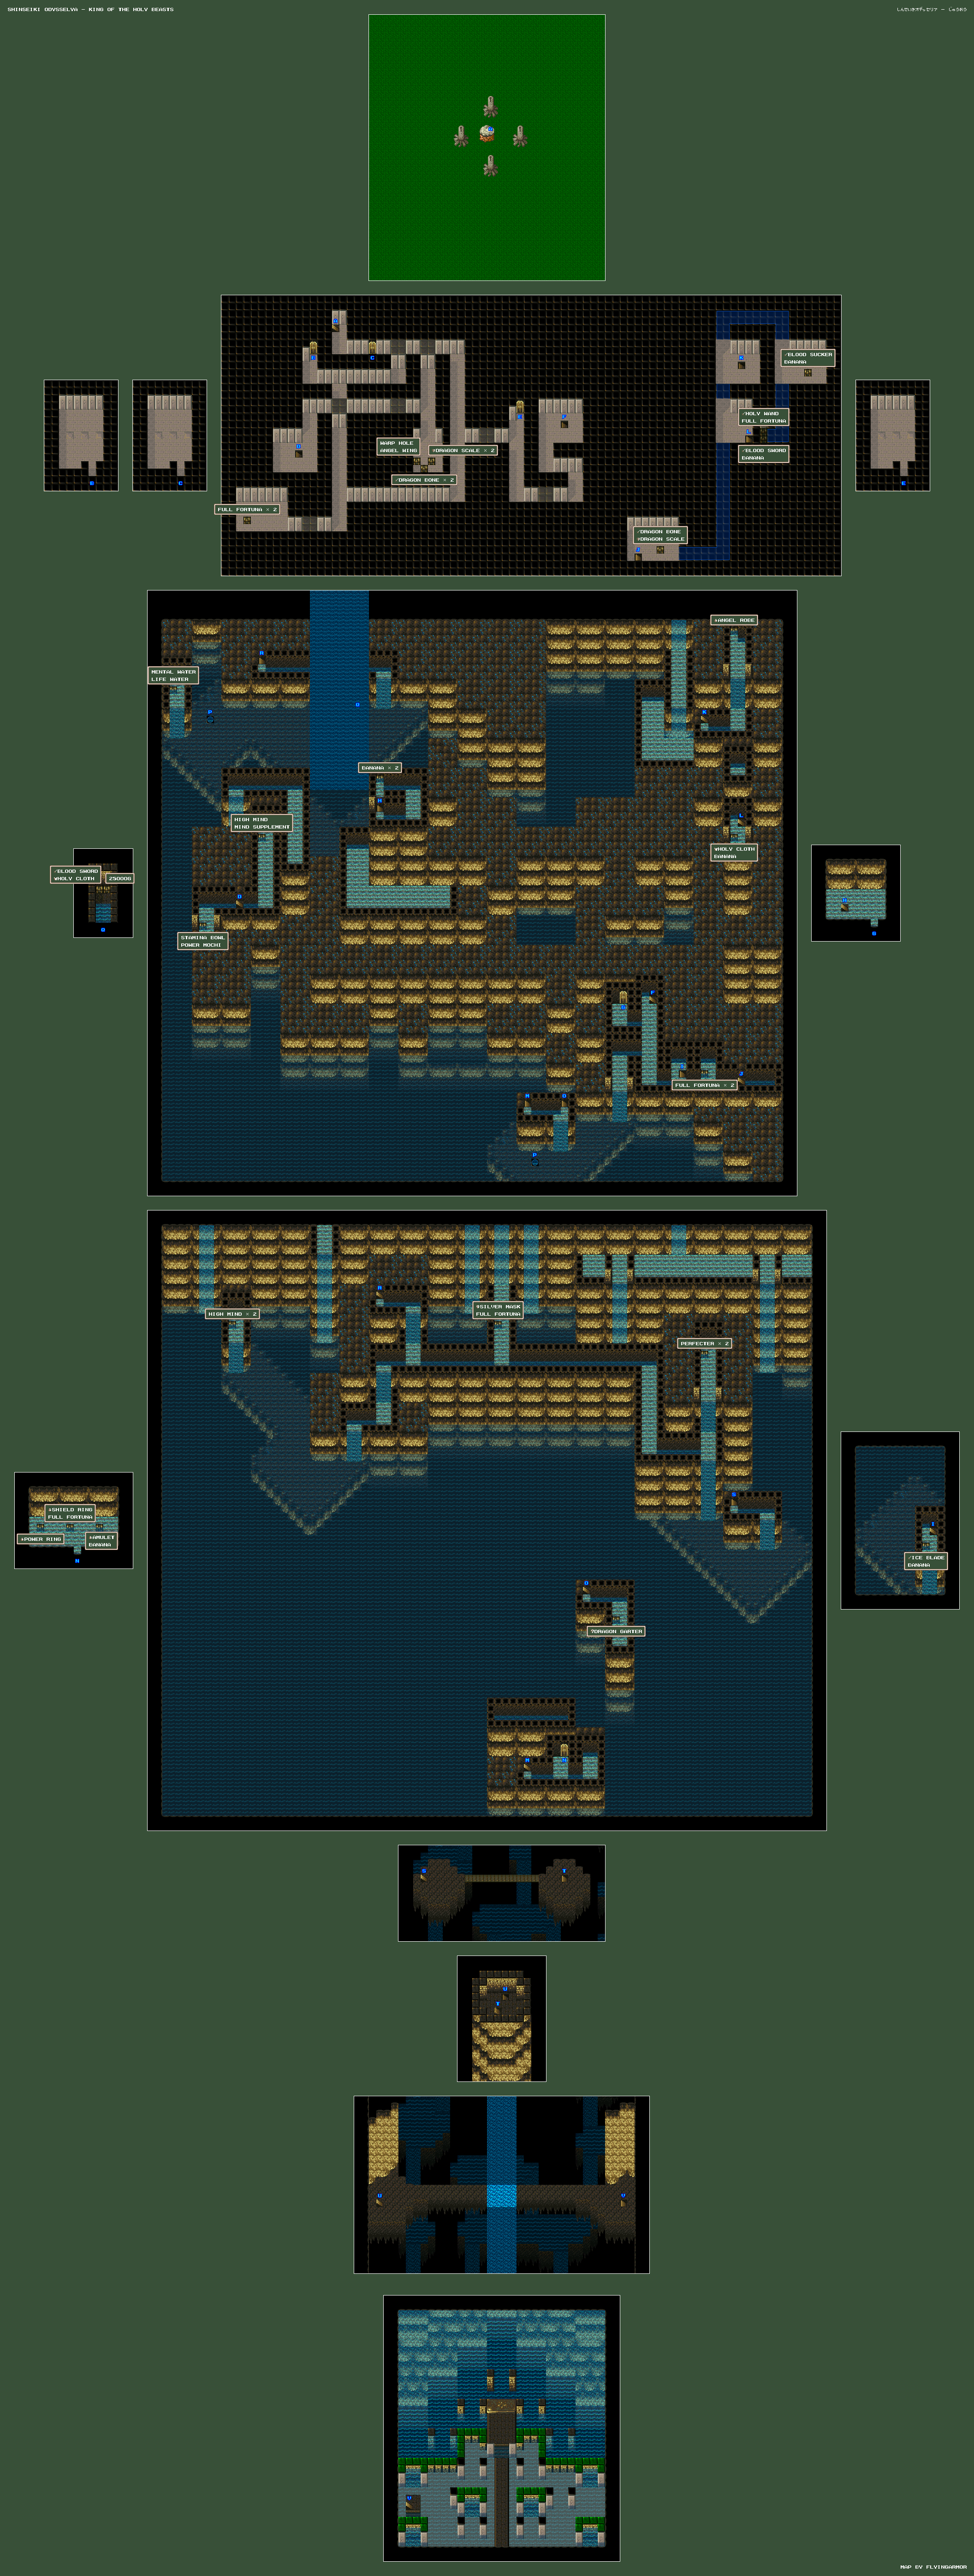 SHINSEIKI ODYSSELYA - KING OF THE HOLY BEASTS
しんせいきオデッセリア - じゅうおう
/BLOOD SUCKER
BANANA
/HOLY WAND
FULL FORTUNA
/BLOOD SWORD
BANANA
WARP HOLE
ANGEL WING
?DRAGON SCALE × 2
/DRAGON BONE × 2
FULL FORTUNA × 2
/DRAGON BONE
?DRAGON SCALE
ANGEL ROBE
MENTAL WATER
LIFE WATER
BANANA × 2
HIGH MIND
MIND SUPPLEMENT
HOLY CLOTH
BANANA
/BLOOD SWORD
HOLY CLOTH
25000G
STAMINA BOWL
POWER MOCHI
FULL FORTUNA × 2
HIGH MIND × 2
SILVER MASK
FULL FORTUNA
PERFECTER × 2
SHIELD RING
FULL FORTUNA
POWER RING
AMULET
BANANA
/ICE BLADE
BANANA
?DRAGON GARTER
MAP BY FLYINGARMOR